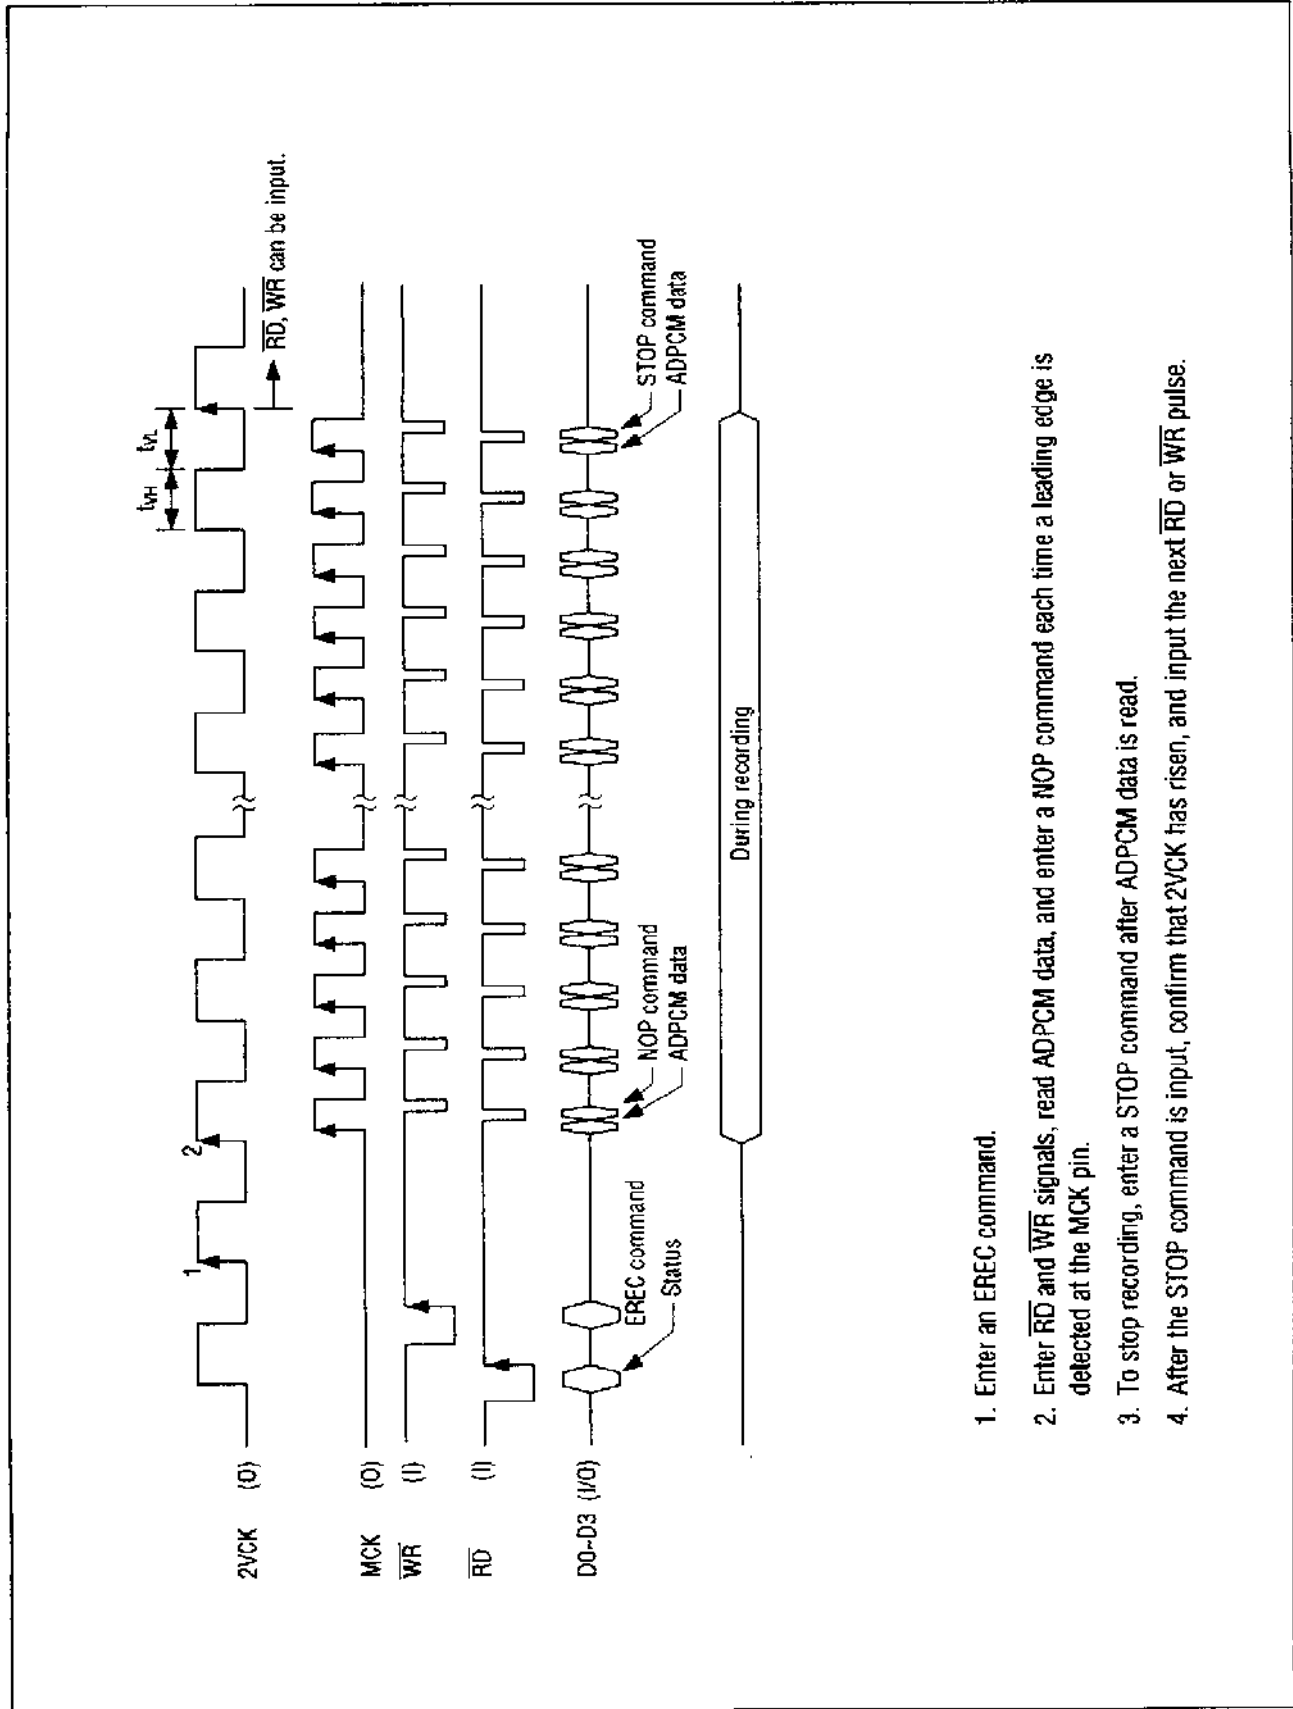 tVH
tVL
RD, WR can be input.
1
2
2VCK (O)
MCK (O)
WR (I)
RD (I)
D0~D3 (I/O)
EREC command
Status
NOP command
ADPCM data
STOP command
ADPCM data
During recording
1. Enter an EREC command.
2. Enter RD and WR signals, read ADPCM data, and enter a NOP command each time a leading edge is
detected at the MCK pin.
3. To stop recording, enter a STOP command after ADPCM data is read.
4. After the STOP command is input, confirm that 2VCK has risen, and input the next RD or WR pulse.